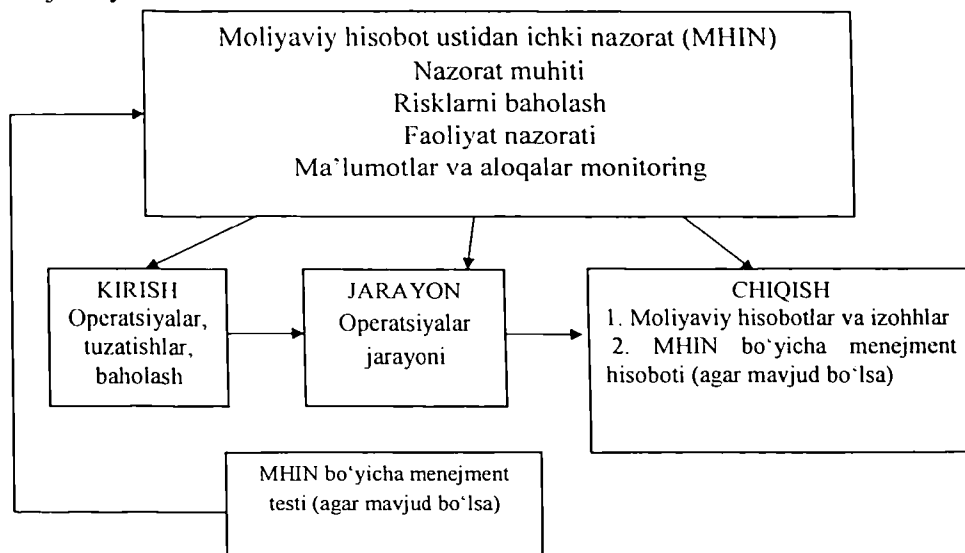 Moliyaviy hisobot ustidan ichki nazorat (MHIN)
Nazorat muhiti
Risklarni baholash
Faoliyat nazorati
Ma’lumotlar va aloqalar monitoring
KIRISH
Operatsiyalar,
tuzatishlar,
baholash
JARAYON
Operatsiyalar
jarayoni
CHIQISH
1. Moliyaviy hisobotlar va izohhlar
2. MHIN bo‘yicha menejment
hisoboti (agar mavjud bo‘lsa)
MHIN bo‘yicha menejment
testi (agar mavjud bo‘lsa)